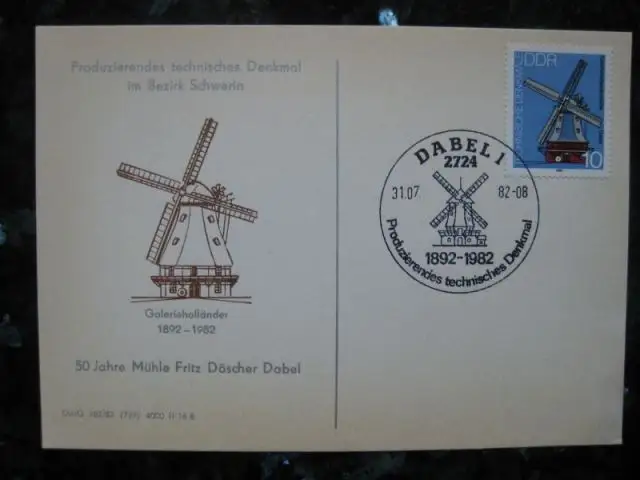 Produzierendes technisches Denkmal
im Bezirk Schwerin
Galerieholländer
1892-1982
50 Jahre Mühle Fritz Döscher Dabel
DDR
10
DABEL 1
2724
31.07 82-08
1892-1982
Produzierendes technisches Denkmal